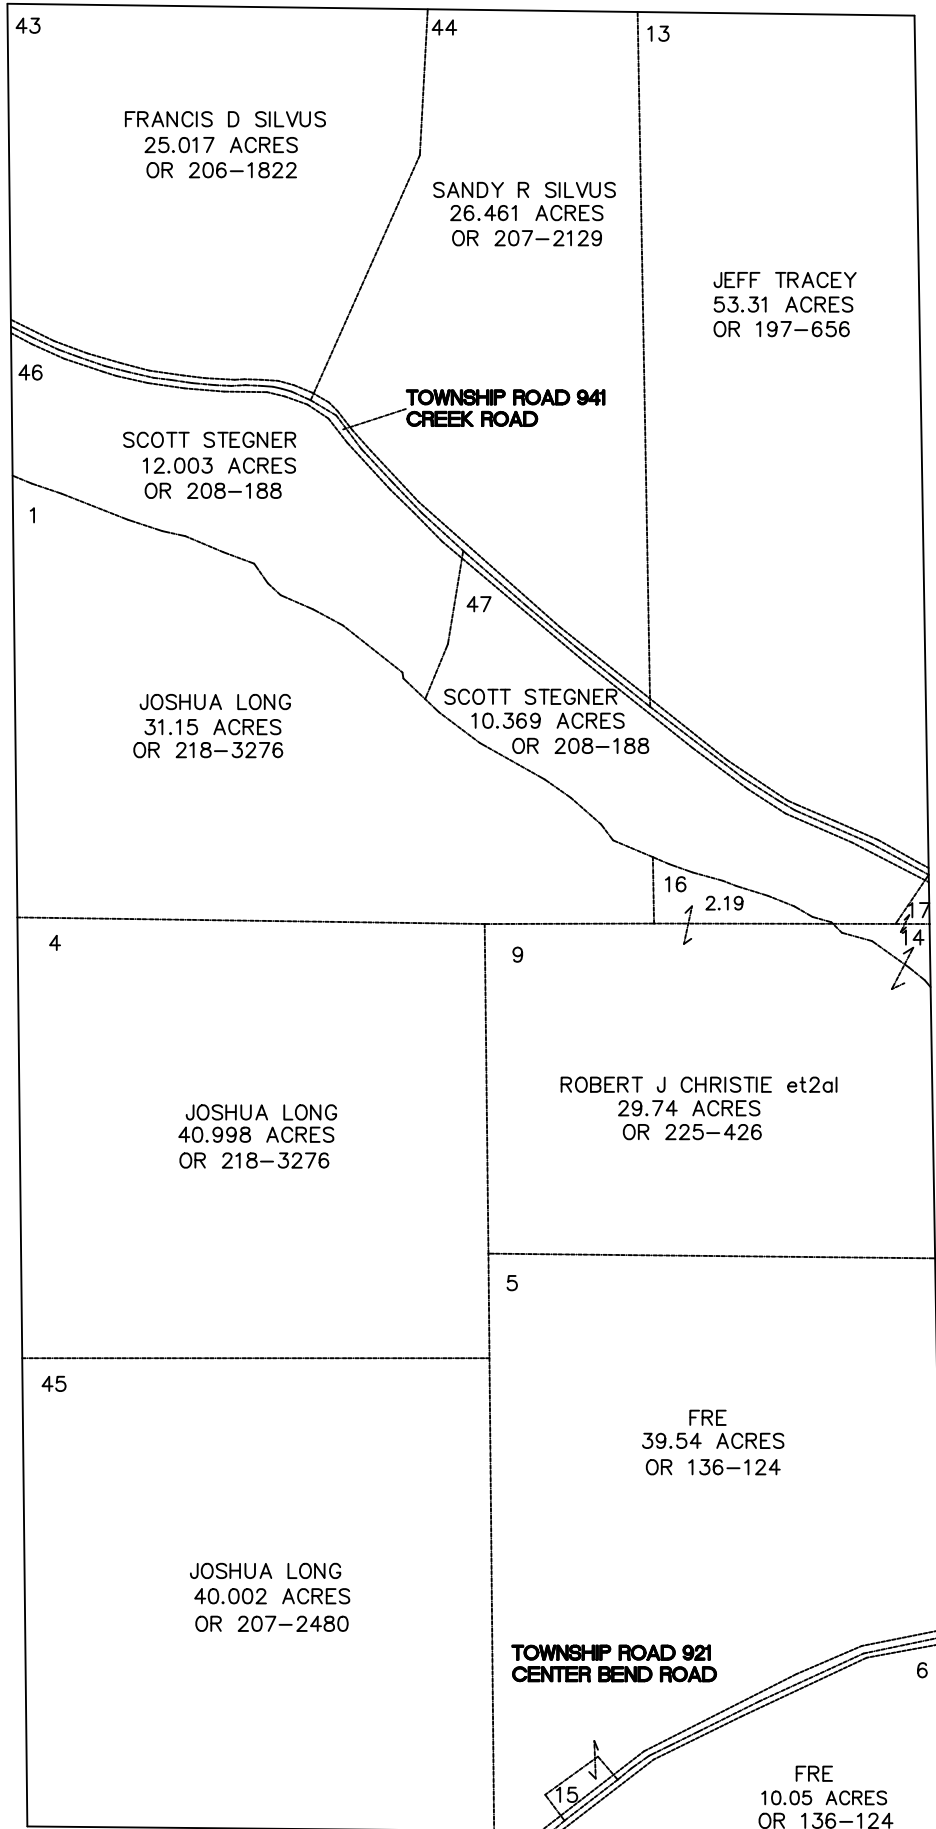 43
44
13
FRANCIS D SILVUS
25.017 ACRES
OR 206-1822
SANDY R SILVUS
26.461 ACRES
OR 207-2129
JEFF TRACEY
53.31 ACRES
OR 197-656
46
TOWNSHIP ROAD 941
CREEK ROAD
SCOTT STEGNER
12.003 ACRES
OR 208-188
1
47
JOSHUA LONG
31.15 ACRES
OR 218-3276
SCOTT STEGNER
10.369 ACRES
OR 208-188
16
2.19
17
14
4
9
JOSHUA LONG
40.998 ACRES
OR 218-3276
ROBERT J CHRISTIE et2al
29.74 ACRES
OR 225-426
5
45
FRE
39.54 ACRES
OR 136-124
JOSHUA LONG
40.002 ACRES
OR 207-2480
TOWNSHIP ROAD 921
CENTER BEND ROAD
6
15
FRE
10.05 ACRES
OR 136-124